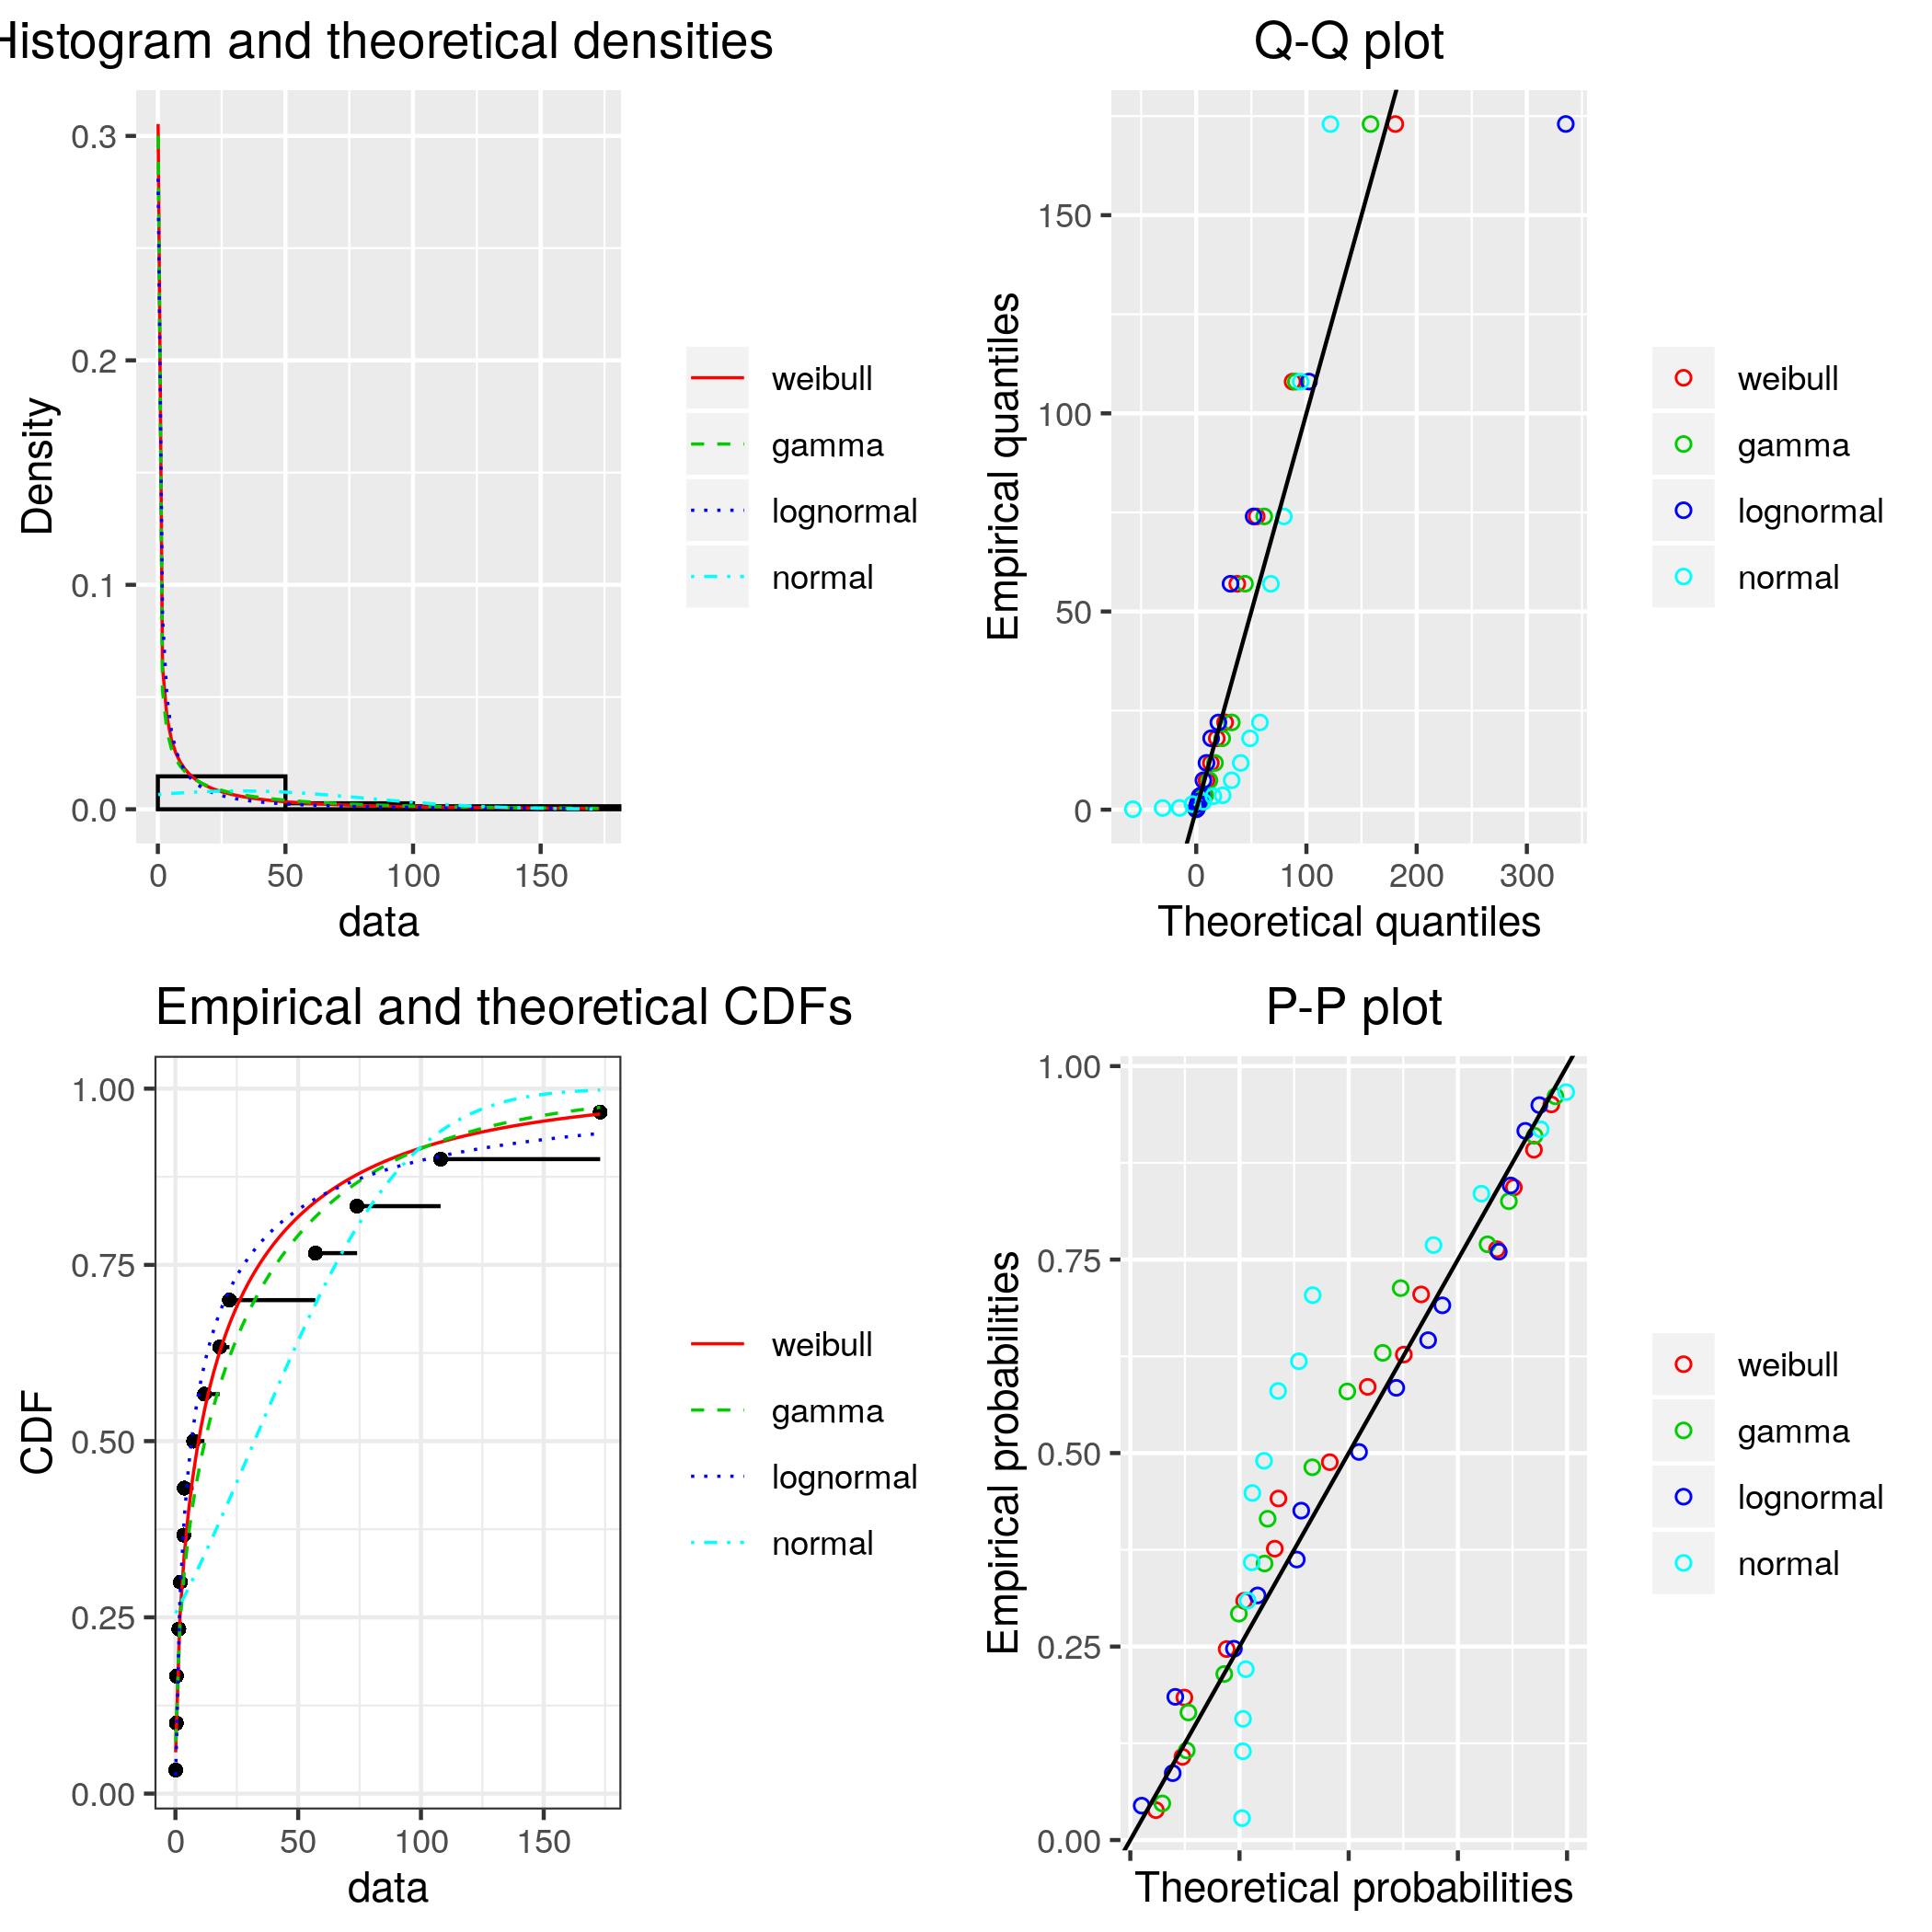 Histogram and theoretical densities
Density
0.3
0.2
0.1
0.0
0 50 100 150
data
weibull
gamma
lognormal
normal
Q-Q plot
Empirical quantiles
150
100
50
0
0 100 200 300
Theoretical quantiles
weibull
gamma
lognormal
normal
Empirical and theoretical CDFs
CDF
1.00
0.75
0.50
0.25
0.00
0 50 100 150
data
weibull
gamma
lognormal
normal
P-P plot
Empirical probabilities
1.00
0.75
0.50
0.25
0.00
Theoretical probabilities
weibull
gamma
lognormal
normal